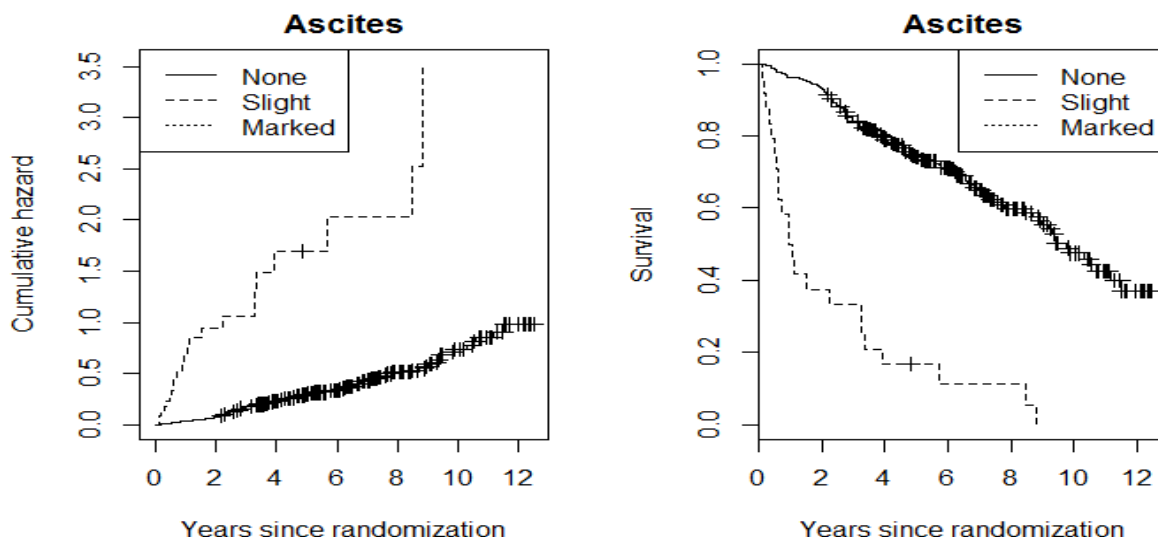 Ascites
None
Slight
Marked
Cumulative hazard
0.0 0.5 1.0 1.5 2.0 2.5 3.0 3.5
0 2 4 6 8 10 12
Years since randomization
Ascites
None
Slight
Marked
Survival
0.0 0.2 0.4 0.6 0.8 1.0
0 2 4 6 8 10 12
Years since randomization